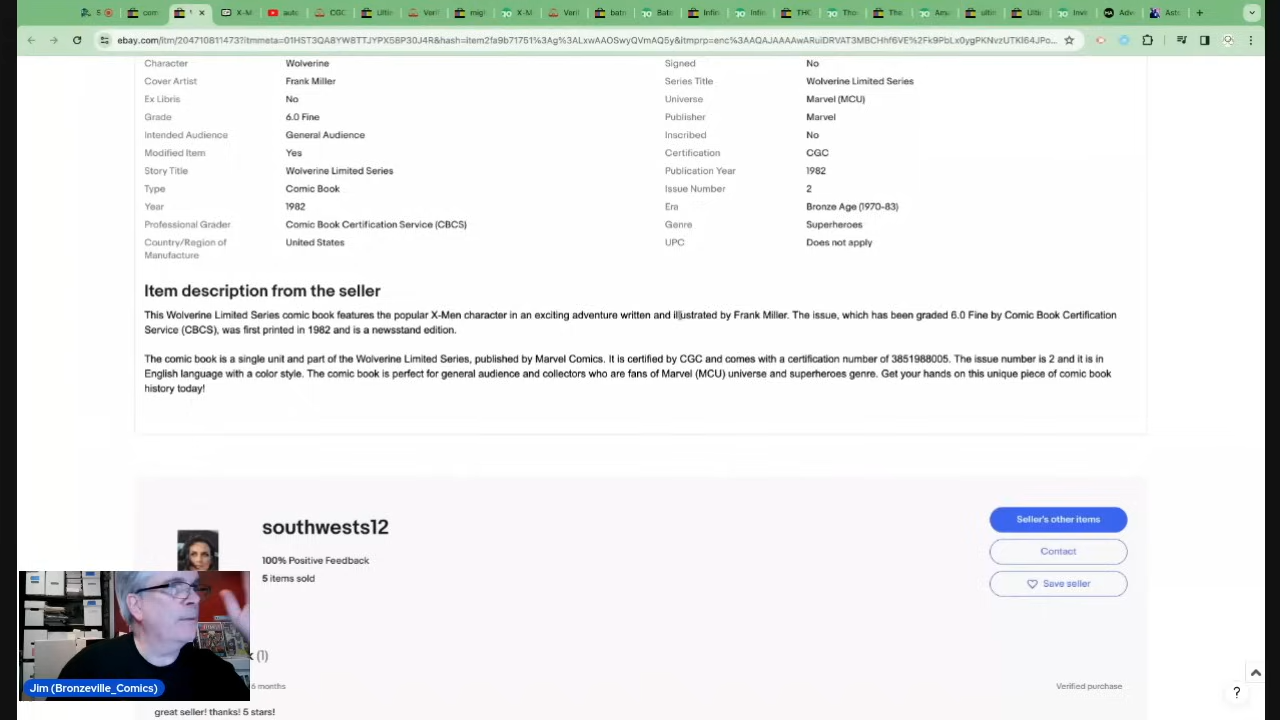 ebay.com/itm/204710811473?itmmeta=01HST3QA8YW8TTJYPX5BP30J4R&hash=item2fa9b71751%3Ag%3ALxwAAOSwyQVmAQ5y&itmprp=enc%3AAQAJAAAAwARuiDRVAT3MBCHhf6VE%2Fk9PbLx0ygPKNVzUTKl64JPo...
Character Wolverine Signed No
Cover Artist Frank Miller Series Title Wolverine Limited Series
Ex Libris No Universe Marvel (MCU)
Grade 6.0 Fine Publisher Marvel
Intended Audience General Audience Inscribed No
Modified Item Yes Certification CGC
Story Title Wolverine Limited Series Publication Year 1982
Type Comic Book Issue Number 2
Year 1982 Era Bronze Age (1970-83)
Professional Grader Comic Book Certification Service (CBCS) Genre Superheroes
Country/Region of United States UPC Does not apply
Manufacture
Item description from the seller
This Wolverine Limited Series comic book features the popular X-Men character in an exciting adventure written and illustrated by Frank Miller. The issue, which has been graded 6.0 Fine by Comic Book Certification
Service (CBCS), was first printed in 1982 and is a newsstand edition.
The comic book is a single unit and part of the Wolverine Limited Series, published by Marvel Comics. It is certified by CGC and comes with a certification number of 3851988005. The issue number is 2 and it is in
English language with a color style. The comic book is perfect for general audience and collectors who are fans of Marvel (MCU) universe and superheroes genre. Get your hands on this unique piece of comic book
history today!
southwests12
100% Positive Feedback
5 items sold
Seller's other items
Contact
Save seller
(1)
6 months Verified purchase
great seller! thanks! 5 stars!
Jim (Bronzeville_Comics)
?